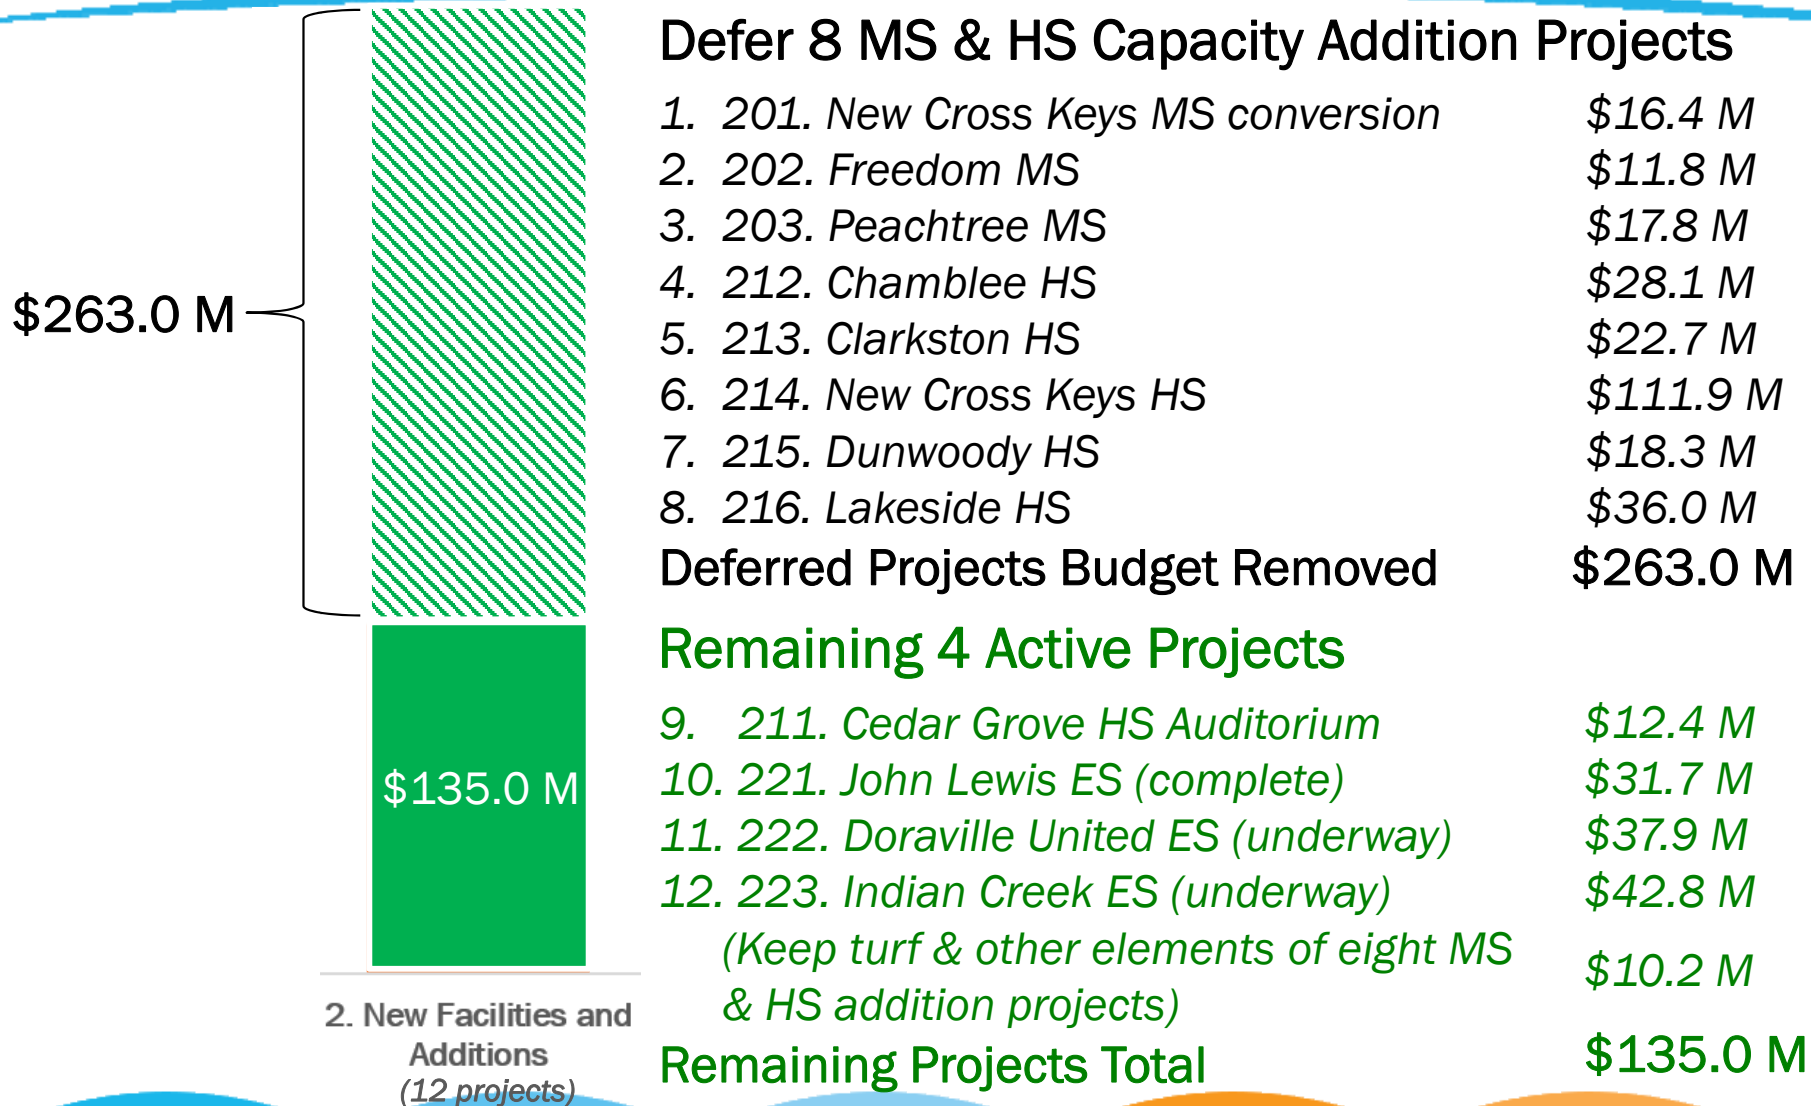 Defer 8 MS & HS Capacity Addition Projects
1. 201. New Cross Keys MS conversion $16.4 M
2. 202. Freedom MS $11.8 M
3. 203. Peachtree MS $17.8 M
4. 212. Chamblee HS $28.1 M
5. 213. Clarkston HS $22.7 M
6. 214. New Cross Keys HS $111.9 M
7. 215. Dunwoody HS $18.3 M
8. 216. Lakeside HS $36.0 M
Deferred Projects Budget Removed $263.0 M
Remaining 4 Active Projects
9. 211. Cedar Grove HS Auditorium $12.4 M
10. 221. John Lewis ES (complete) $31.7 M
11. 222. Doraville United ES (underway) $37.9 M
12. 223. Indian Creek ES (underway) $42.8 M
(Keep turf & other elements of eight MS
& HS addition projects) $10.2 M
Remaining Projects Total $135.0 M
$263.0 M
$135.0 M
2. New Facilities and
Additions
(12 projects)